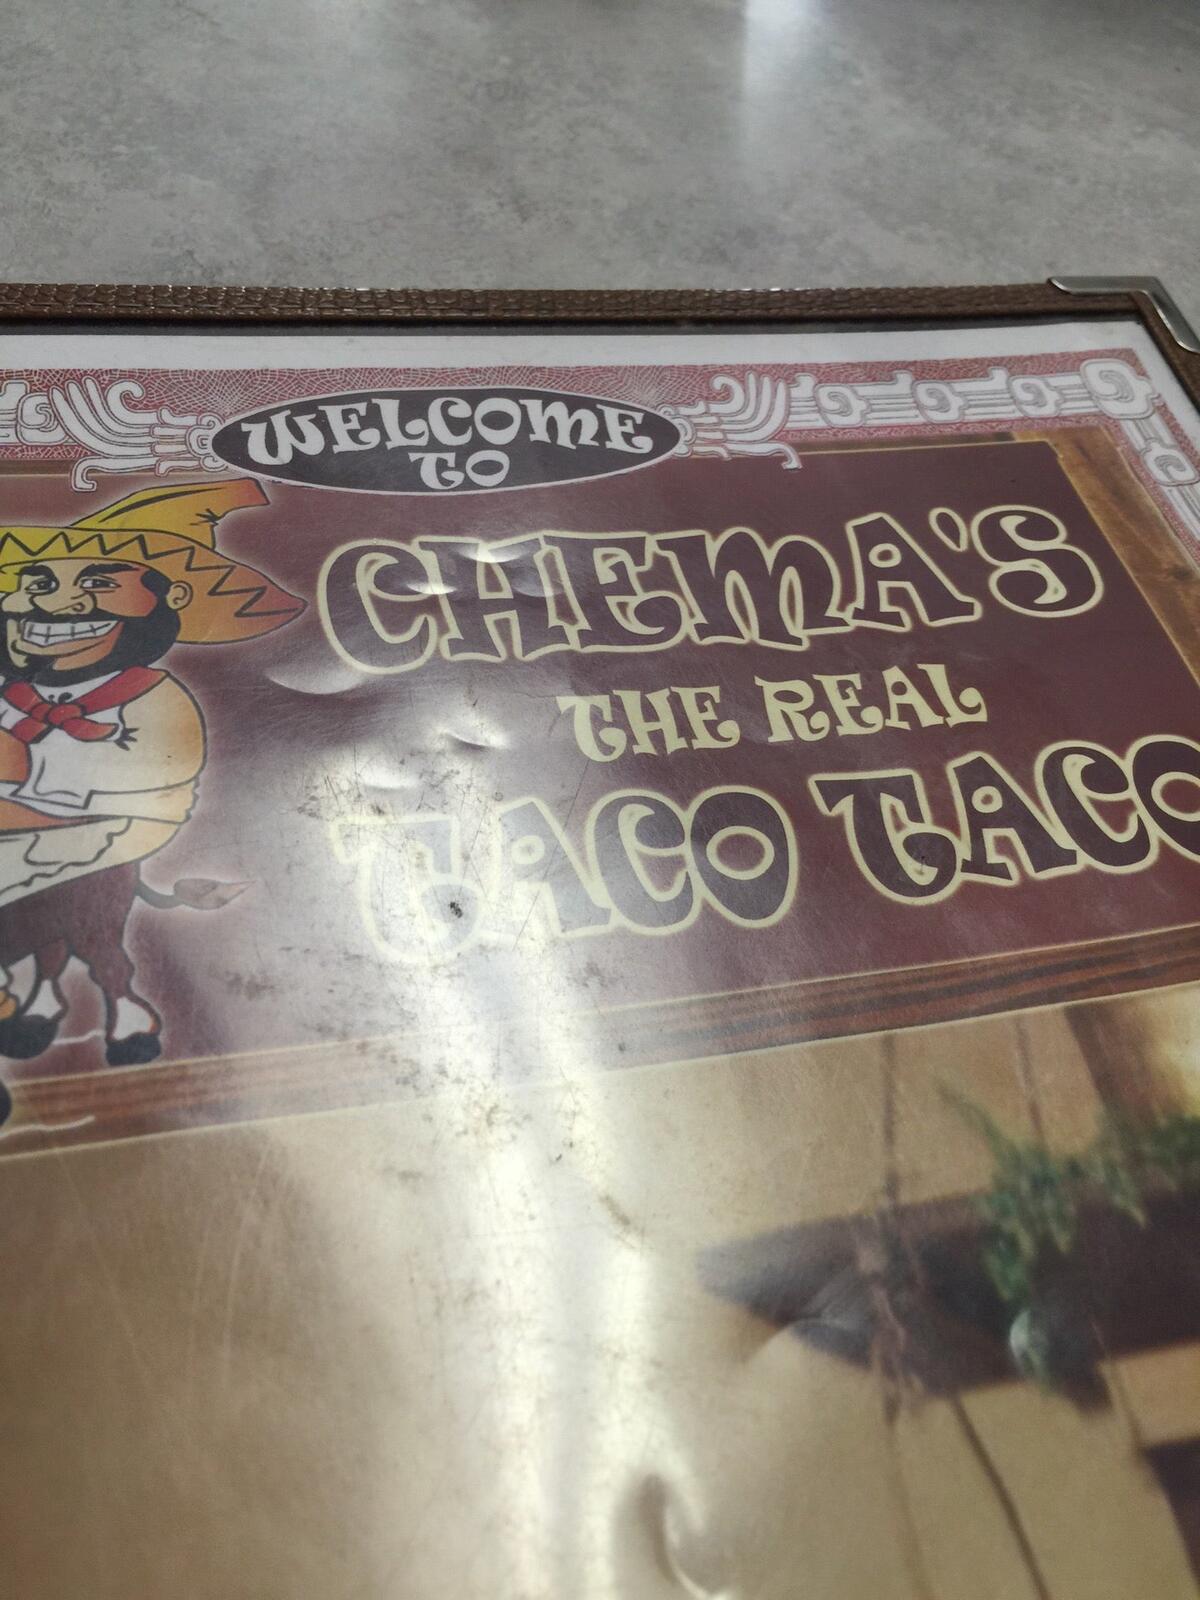 WELCOME
TO
CHEMA'S
THE REAL
TACO TACO